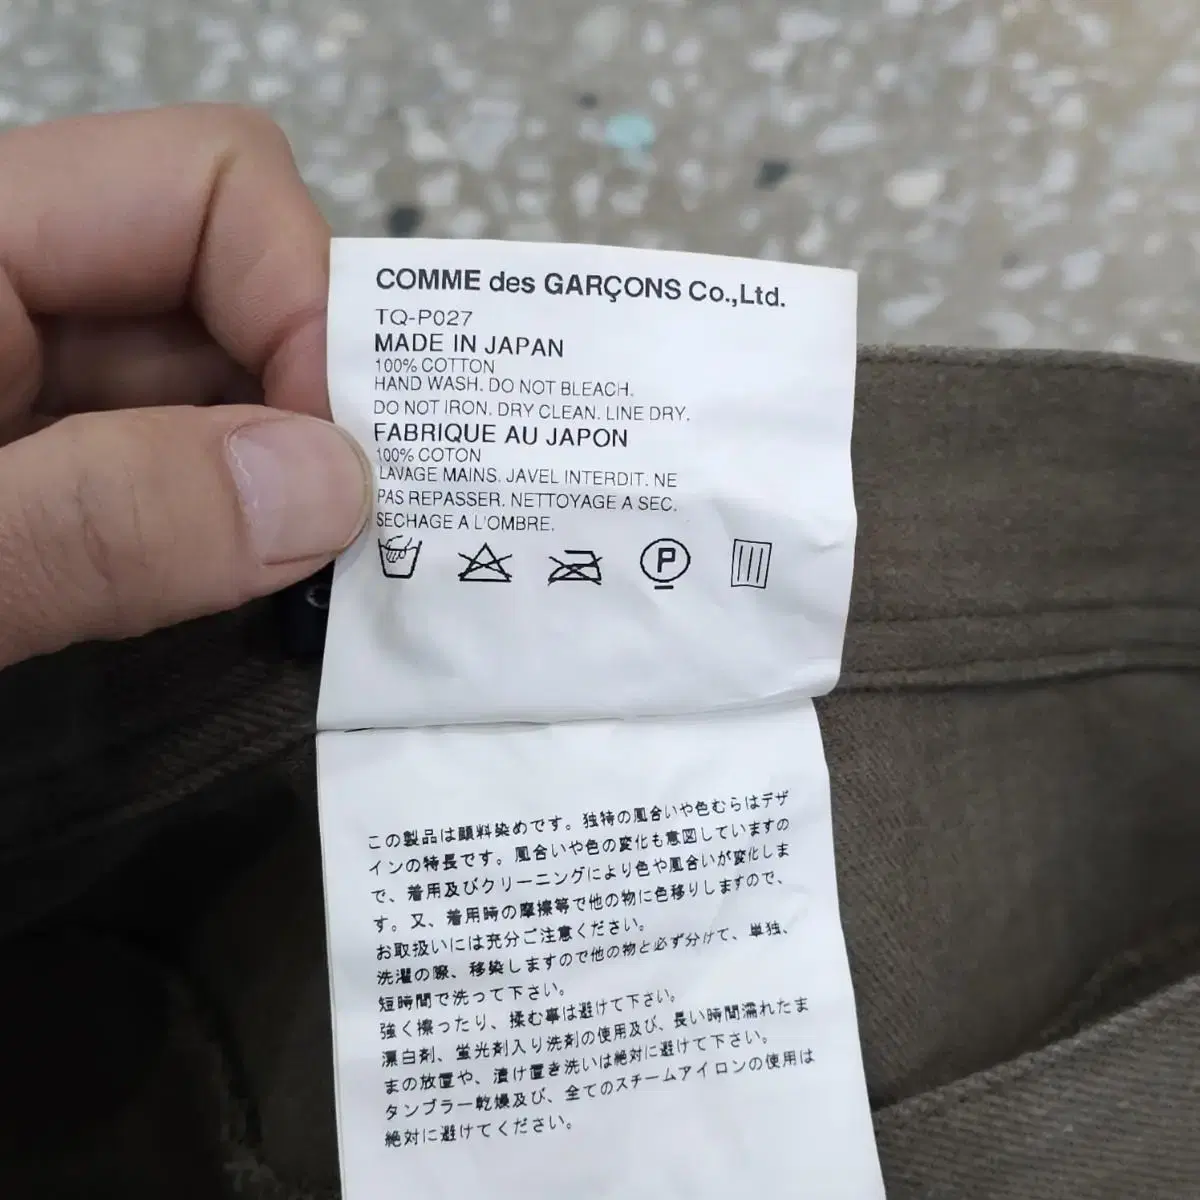 COMME des GARÇONS Co.,Ltd.
TQ-P027
MADE IN JAPAN
100% COTTON
HAND WASH. DO NOT BLEACH.
DO NOT IRON. DRY CLEAN. LINE DRY.
FABRIQUE AU JAPON
100% COTON
LAVAGE MAINS. JAVEL INTERDIT. NE
PAS REPASSER. NETTOYAGE A SEC.
SECHAGE A L'OMBRE.
P
この製品は顔料染めです。独特の風合いや色むらはデザ
インの特長です。風合いや色の変化も意図していますの
で、着用及びクリーニングにより色や風合いが変化しま
す。又、着用時の摩擦等で他の物に色移りしますので、
お取扱いには充分ご注意ください。
洗濯の際、移染しますので他の物と必ず分けて、単独、
短時間で洗って下さい。
強く擦ったり、揉む事は避けて下さい。
漂白剤、蛍光剤入り洗剤の使用及び、長い時間濡れたま
まの放置や、漬け置き洗いは絶対に避けて下さい。
タンブラー乾燥及び、全てのスチームアイロンの使用は
絶対に避けてください。